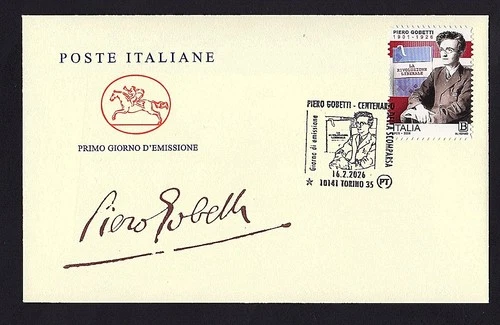 POSTE ITALIANE
PRIMO GIORNO D'EMISSIONE
Piero Gobetti
PIERO GOBETTI
1901 - 1926
LA
RIVOLUZIONE
LIBERALE
ITALIA
B
PIERO GOBETTI - CENTENARIO DELLA SCOMPARSA
Giorno di emissione
16.2.2026
10141 TORINO 35 PT